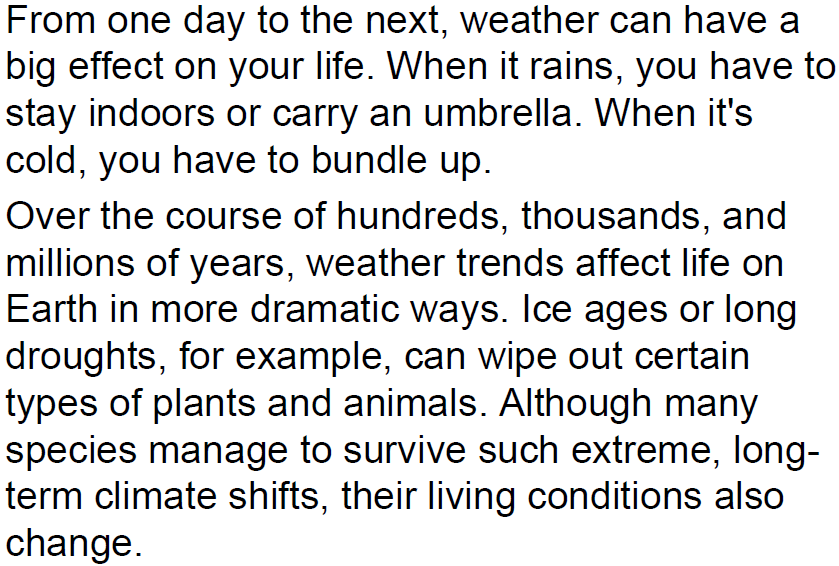 From one day to the next, weather can have a
big effect on your life. When it rains, you have to
stay indoors or carry an umbrella. When it's
cold, you have to bundle up.
Over the course of hundreds, thousands, and
millions of years, weather trends affect life on
Earth in more dramatic ways. Ice ages or long
droughts, for example, can wipe out certain
types of plants and animals. Although many
species manage to survive such extreme, long-
term climate shifts, their living conditions also
change.